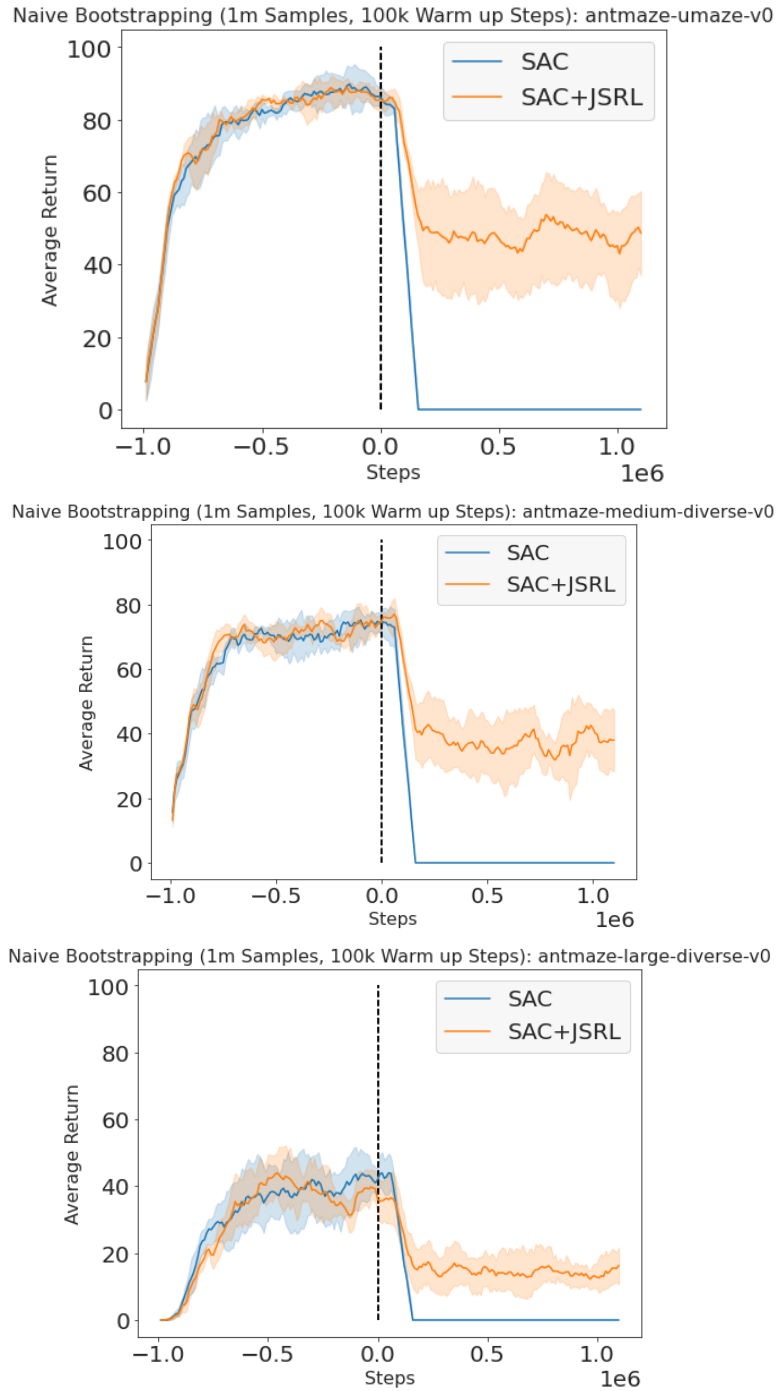 Naive Bootstrapping (1m Samples, 100k Warm up Steps): antmaze-umaze-v0
100
80
60
40
20
0
Average Return
SAC
SAC+JSRL
−1.0 −0.5 0.0 0.5 1.0
Steps
1e6
Naive Bootstrapping (1m Samples, 100k Warm up Steps): antmaze-medium-diverse-v0
100
80
60
40
20
0
Average Return
SAC
SAC+JSRL
−1.0 −0.5 0.0 0.5 1.0
Steps
1e6
Naive Bootstrapping (1m Samples, 100k Warm up Steps): antmaze-large-diverse-v0
100
80
60
40
20
0
Average Return
SAC
SAC+JSRL
−1.0 −0.5 0.0 0.5 1.0
Steps
1e6